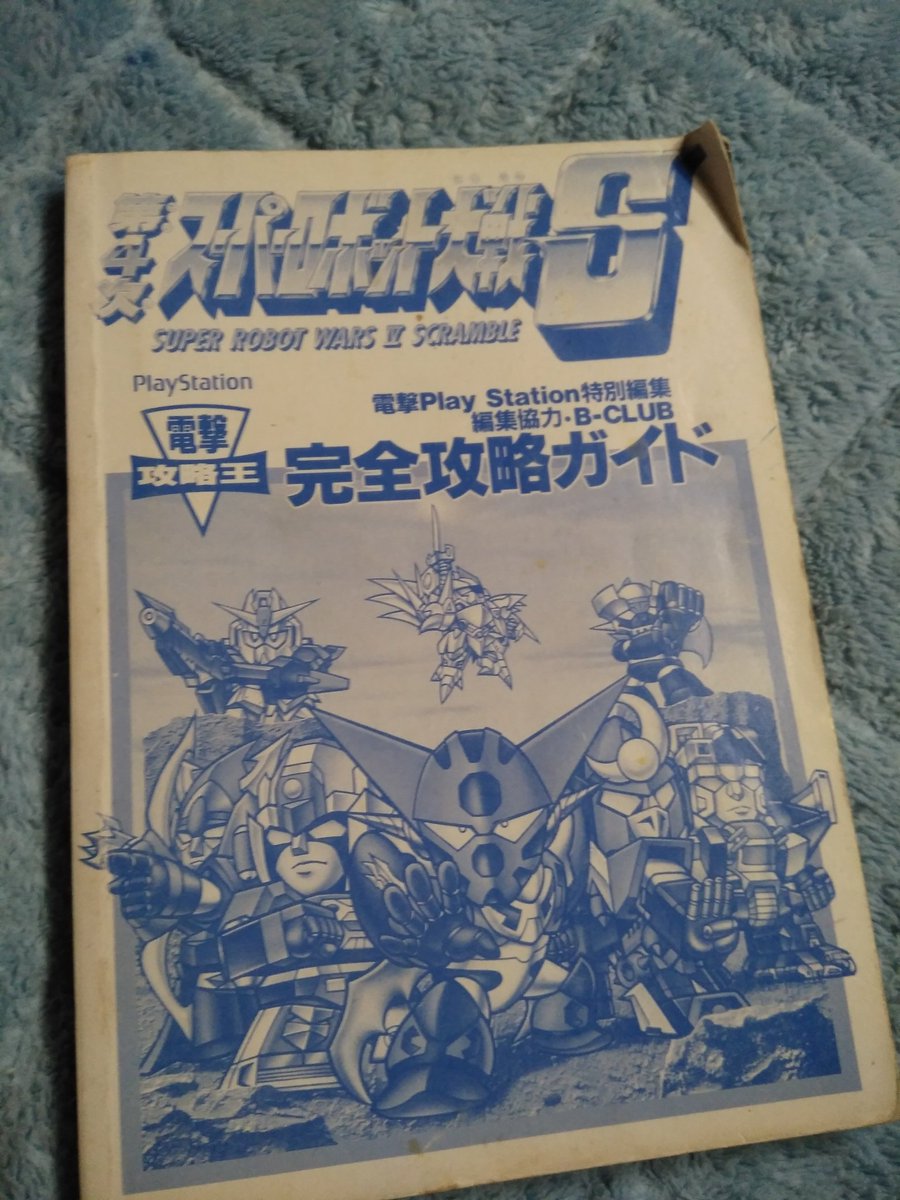 第4次
スーパーロボット大戦S
SUPER ROBOT WARS Ⅳ SCRAMBLE
PlayStation
電撃Play Station特別編集
編集協力・B-CLUB
電撃
攻略王
完全攻略ガイド